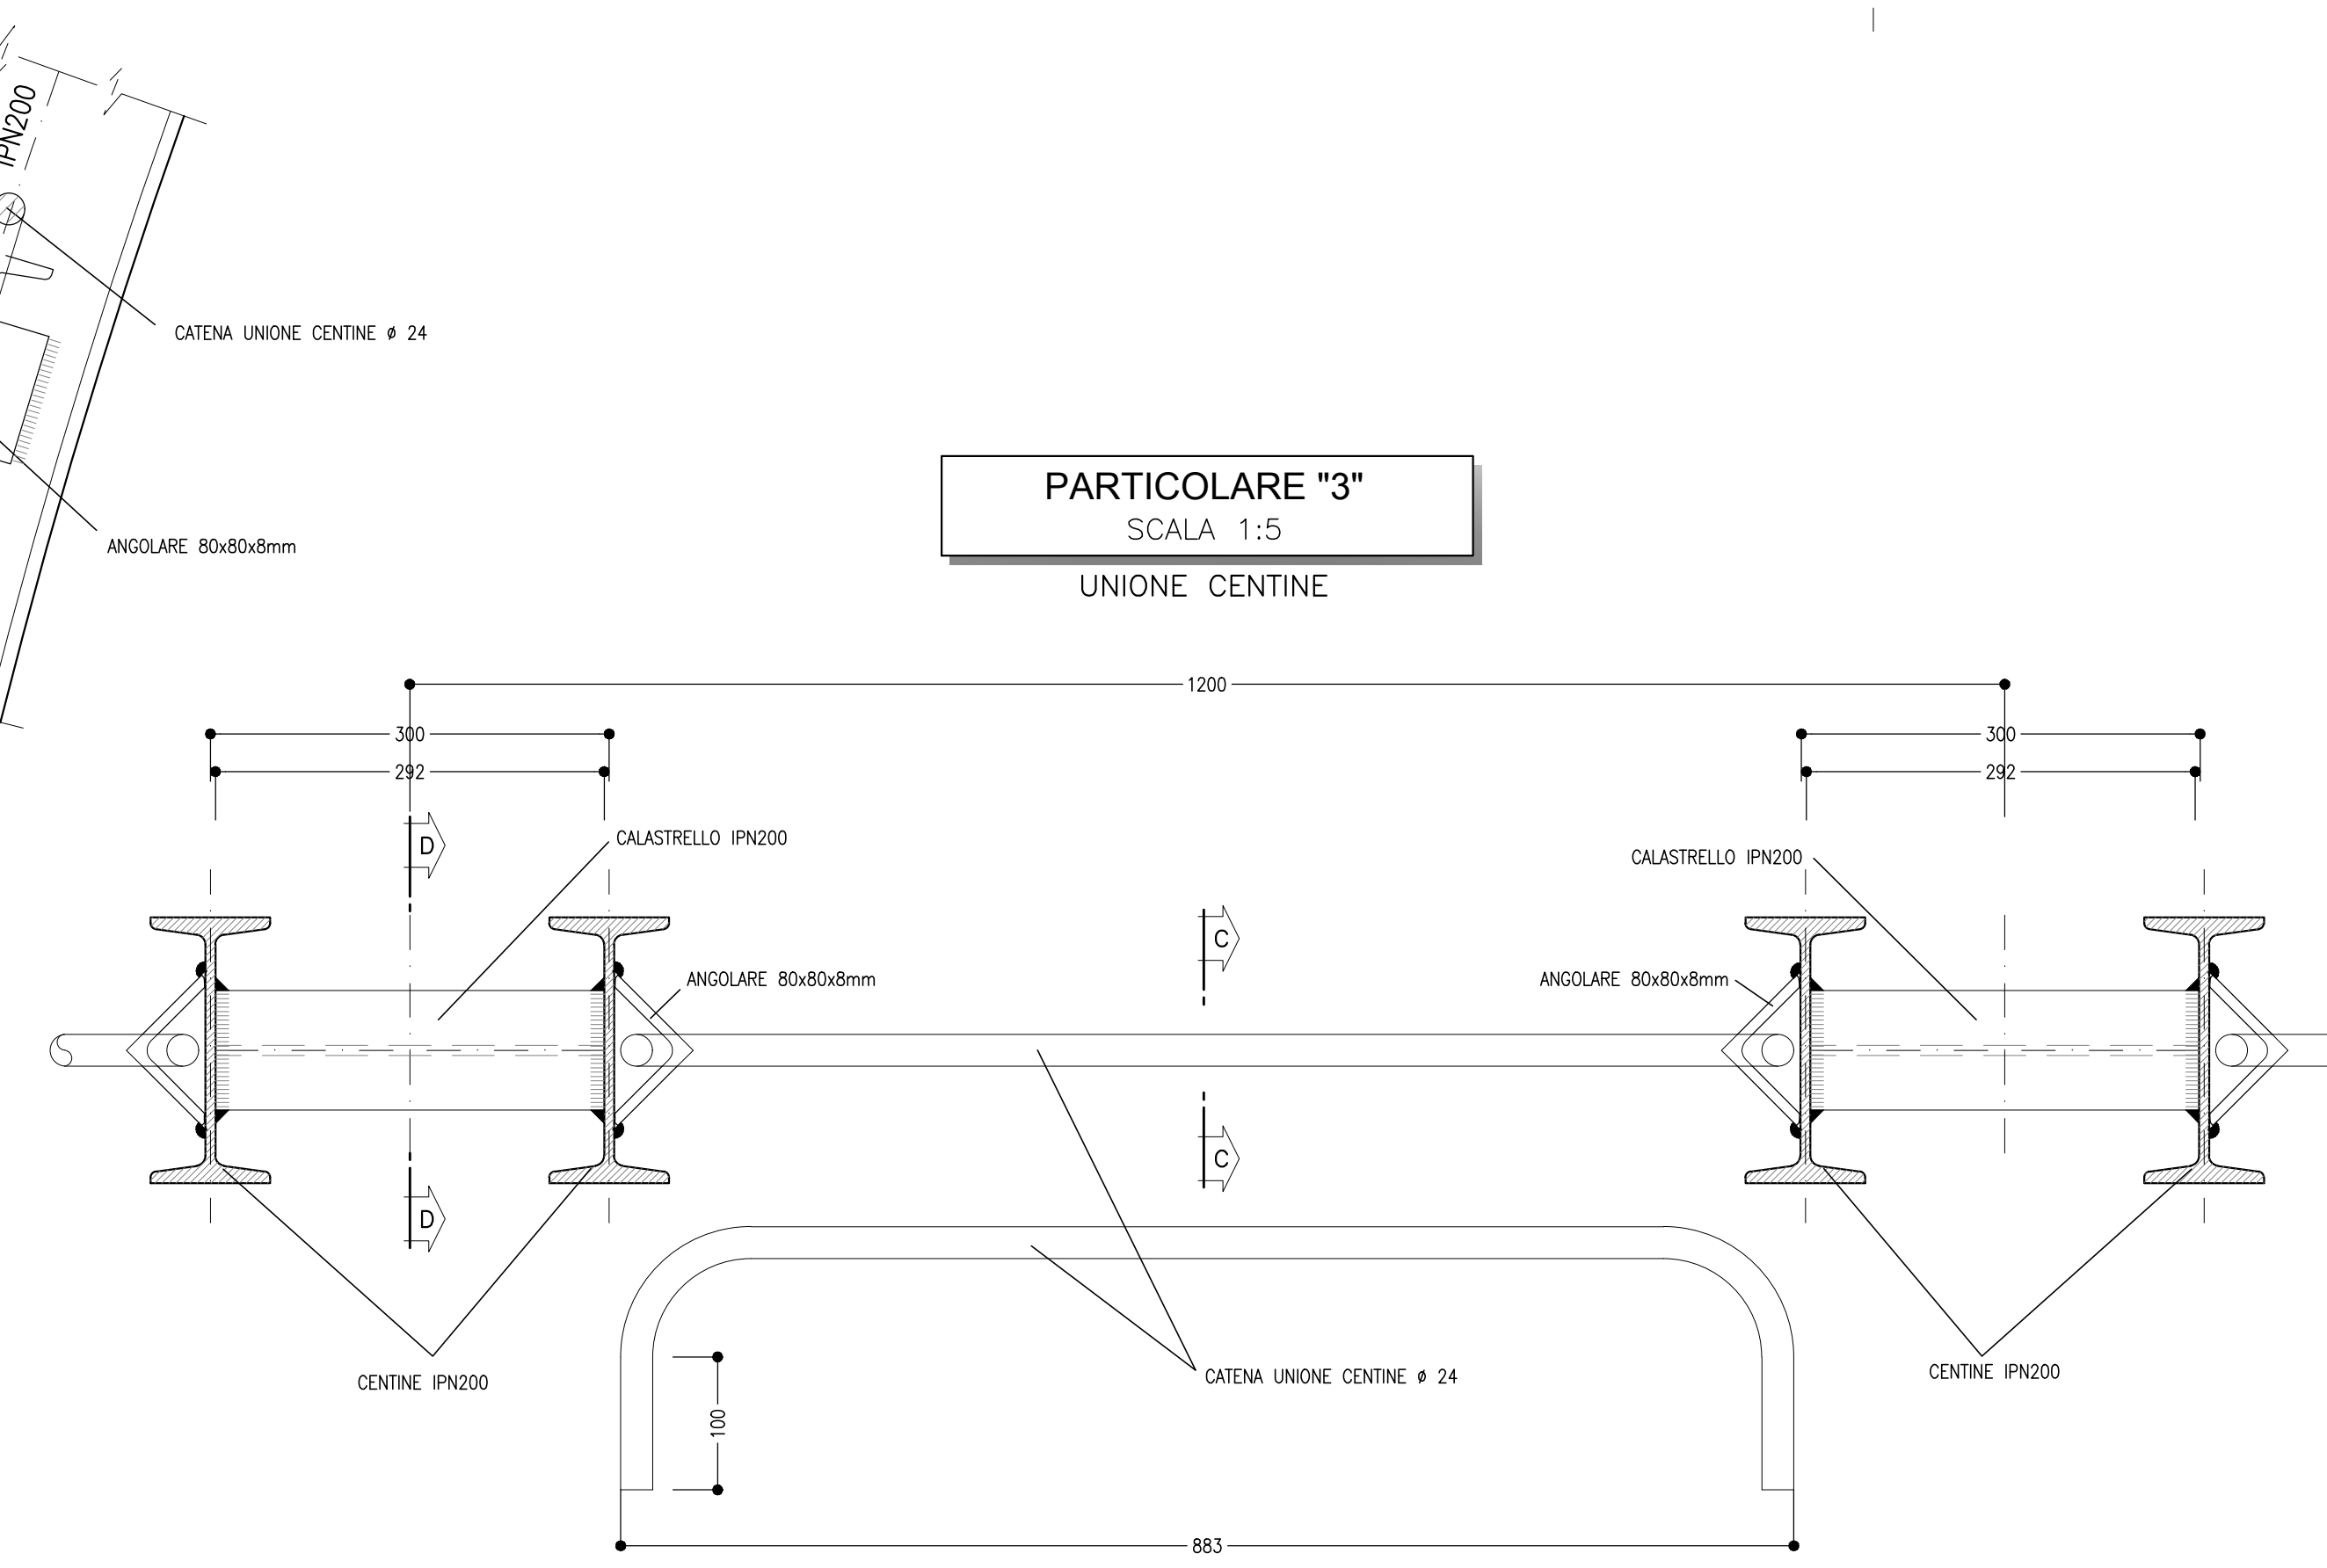 IPN200
CATENA UNIONE CENTINE ø 24
ANGOLARE 80x80x8mm
PARTICOLARE "3"
SCALA 1:5
UNIONE CENTINE
1200
300
300
292
292
D
CALASTRELLO IPN200
CALASTRELLO IPN200
C
ANGOLARE 80x80x8mm
ANGOLARE 80x80x8mm
C
D
CENTINE IPN200
CATENA UNIONE CENTINE ø 24
CENTINE IPN200
100
883